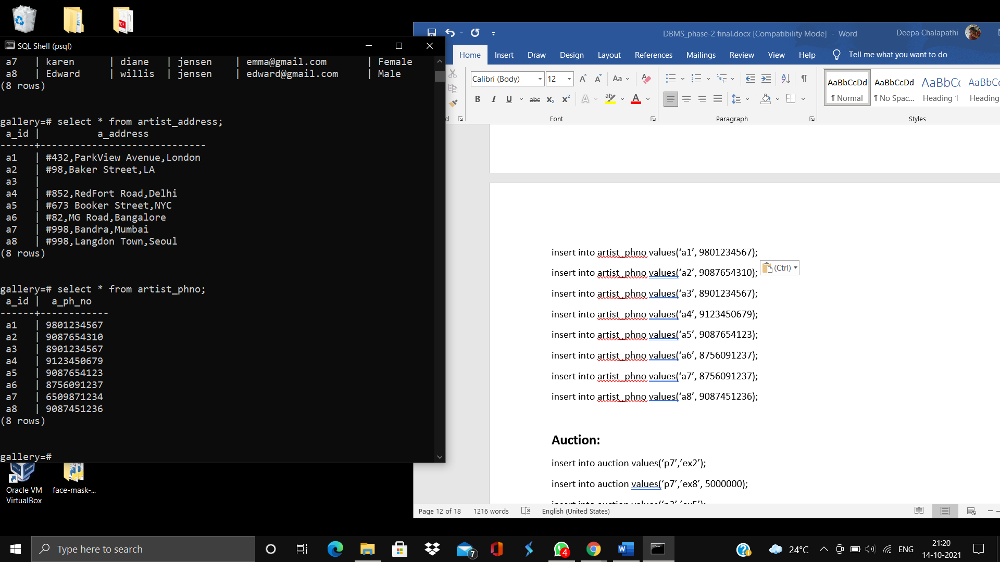 SQL Shell (psql)
a7 | karen | diane | jensen | emma@gmail.com | Female
a8 | Edward | willis | jensen | edward@gmail.com | Male
(8 rows)
gallery=# select * from artist_address;
a_id | a_address
------+-----------------------------
a1 | #432,ParkView Avenue,London
a2 | #98,Baker Street,LA
a3 |
a4 | #852,RedFort Road,Delhi
a5 | #673 Booker Street,NYC
a6 | #82,MG Road,Bangalore
a7 | #998,Bandra,Mumbai
a8 | #998,Langdon Town,Seoul
(8 rows)
gallery=# select * from artist_phno;
a_id | a_ph_no
------+------------
a1 | 9801234567
a2 | 9087654310
a3 | 8901234567
a4 | 9123450679
a5 | 9087654123
a6 | 8756091237
a7 | 6509871234
a8 | 9087451236
(8 rows)
gallery=#
Oracle VM
VirtualBox
face-mask-...
DBMS_phase-2 final.docx [Compatibility Mode] - Word
Deepa Chalapathi
Home Insert Draw Design Layout References Mailings Review View Help Tell me what you want to do
Calibri (Body) 12 Aa
B I U abc x₂ x² A ab A
AaBbCcDd AaBbCcDd AaBbCc AaBbCc
¶ Normal ¶ No Spac... Heading 1 Heading
d Font Paragraph Styles
insert into artist_phno values(‘a1’, 9801234567);
(Ctrl)
insert into artist_phno values(‘a2’, 9087654310);
insert into artist_phno values(‘a3’, 8901234567);
insert into artist_phno values(‘a4’, 9123450679);
insert into artist_phno values(‘a5’, 9087654123);
insert into artist_phno values(‘a6’, 8756091237);
insert into artist_phno values(‘a7’, 8756091237);
insert into artist_phno values(‘a8’, 9087451236);
Auction:
insert into auction values(‘p7’,’ex2’);
insert into auction values(‘p7’,’ex8’, 5000000);
Page 12 of 18 1216 words English (United States)
Type here to search
7
4
24°C
ENG
21:20
14-10-2021